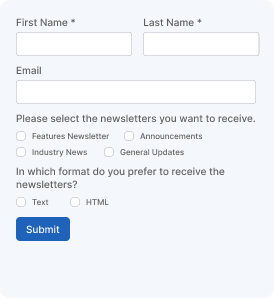 First Name * Last Name *
Email
Please select the newsletters you want to receive.
Features Newsletter Announcements
Industry News General Updates
In which format do you prefer to receive the
newsletters?
Text HTML
Submit